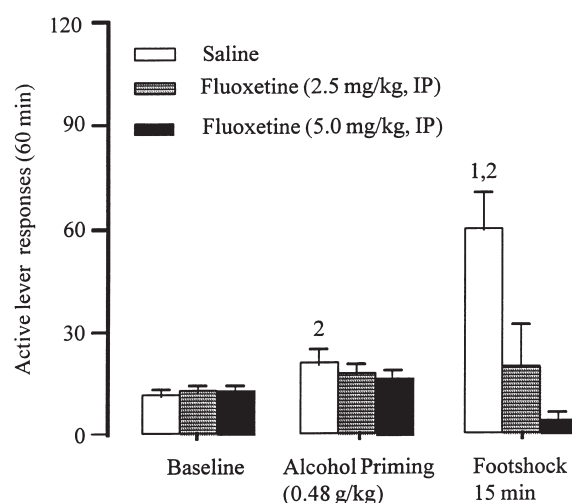 Active lever responses (60 min)
120
90
60
30
0
Saline
Fluoxetine (2.5 mg/kg, IP)
Fluoxetine (5.0 mg/kg, IP)
2
1,2
Baseline
Alcohol Priming
(0.48 g/kg)
Footshock
15 min